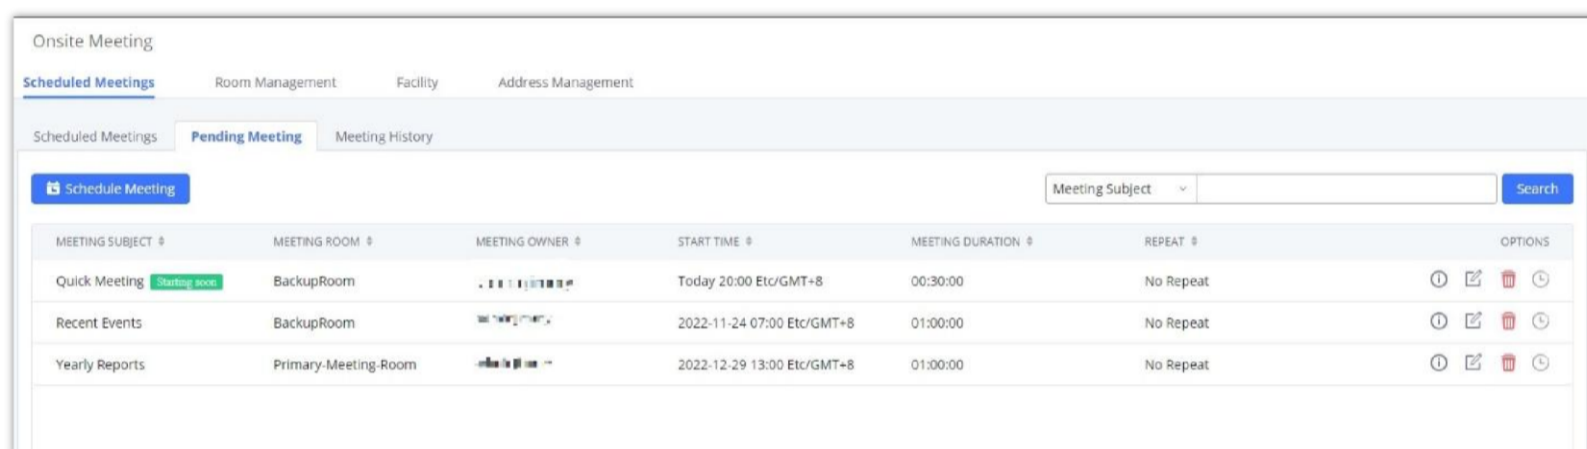 Onsite Meeting
Scheduled Meetings Room Management Facility Address Management
Scheduled Meetings Pending Meeting Meeting History
Schedule Meeting Meeting Subject Search
MEETING SUBJECT MEETING ROOM MEETING OWNER START TIME MEETING DURATION REPEAT OPTIONS
Quick Meeting Starting soon BackupRoom Today 20:00 Etc/GMT+8 00:30:00 No Repeat
Recent Events BackupRoom 2022-11-24 07:00 Etc/GMT+8 01:00:00 No Repeat
Yearly Reports Primary-Meeting-Room 2022-12-29 13:00 Etc/GMT+8 01:00:00 No Repeat